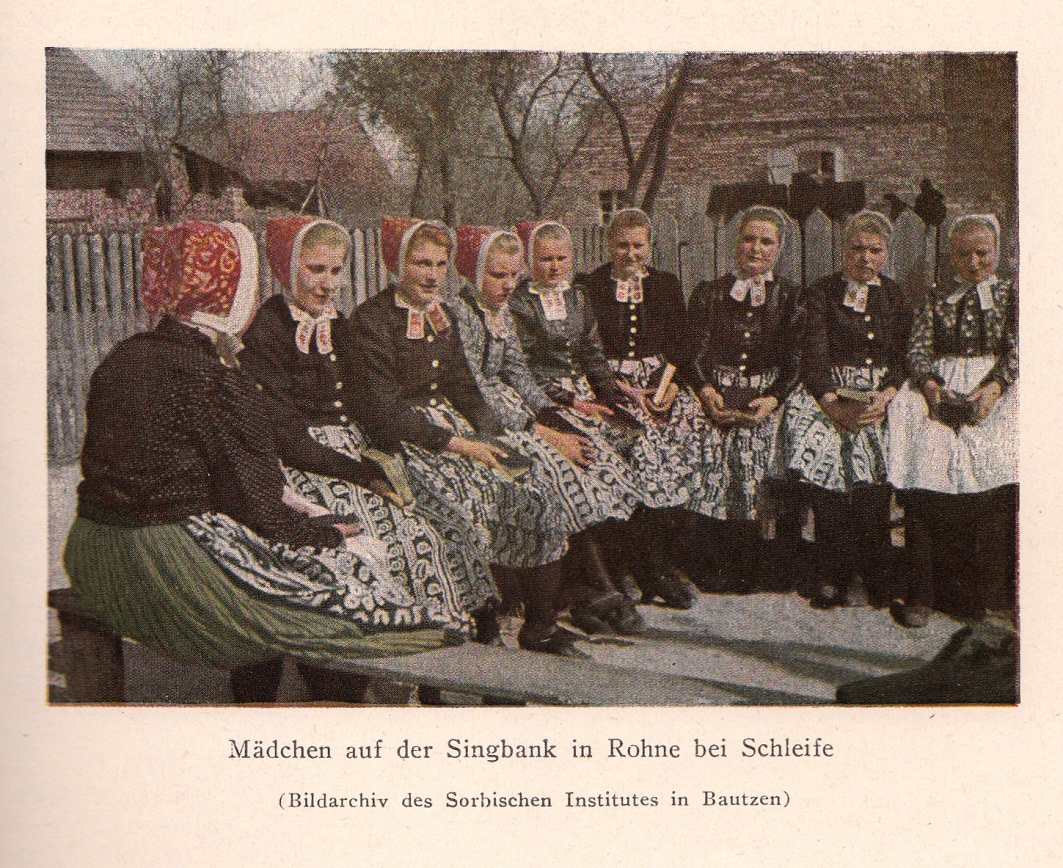 Mädchen auf der Singbank in Rohne bei Schleife
(Bildarchiv des Sorbischen Institutes in Bautzen)